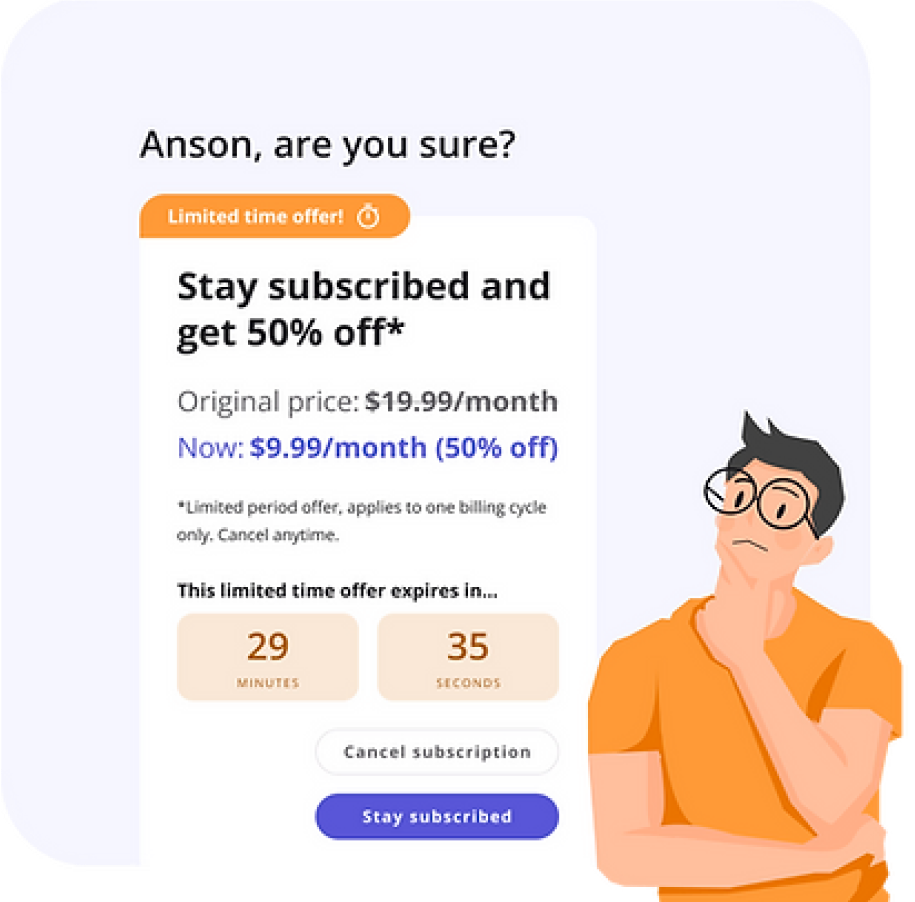 Anson, are you sure?
Limited time offer!
Stay subscribed and
get 50% off*
Original price: $19.99/month
Now: $9.99/month (50% off)
*Limited period offer, applies to one billing cycle
only. Cancel anytime.
This limited time offer expires in...
29 35
MINUTES SECONDS
Cancel subscription
Stay subscribed